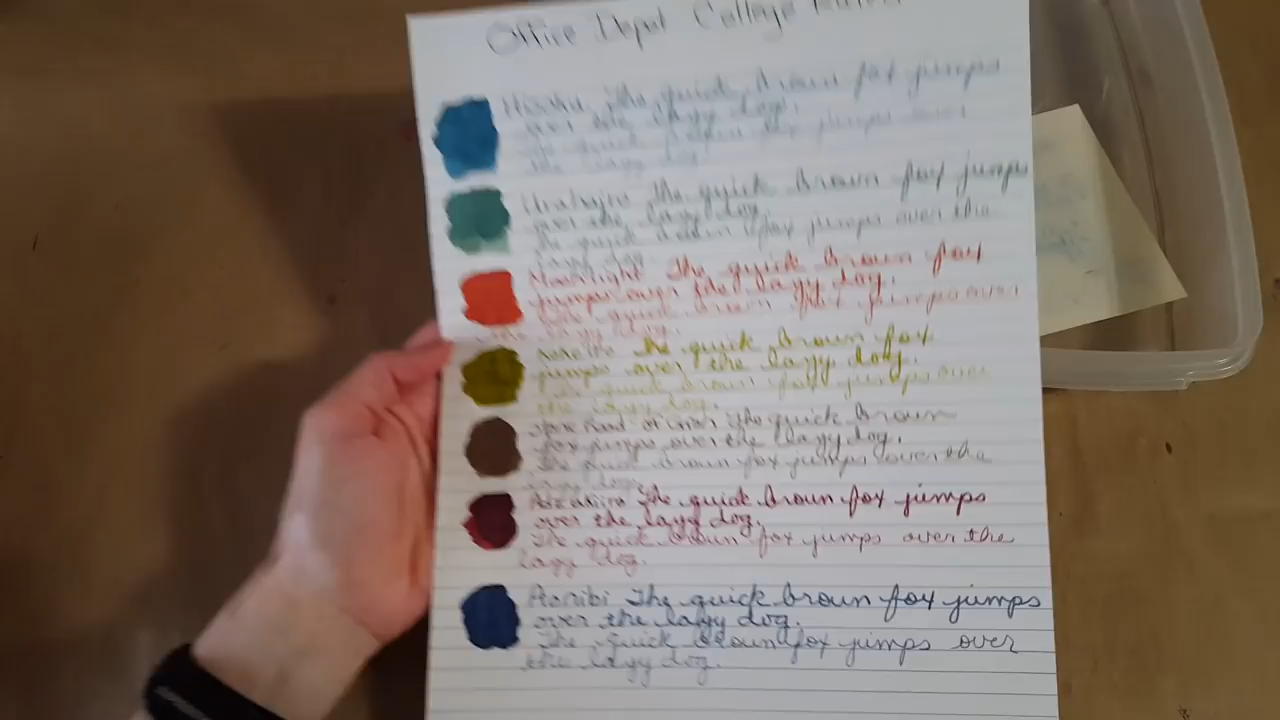 Office Depot College
The quick brown fox jumps
over the lazy dog.
The quick brown fox jumps over
the lazy dog.
The quick brown fox jumps
over the lazy dog.
The quick brown fox jumps over the
lazy dog.
Moonlight The quick brown fox
jumps over the lazy dog.
The quick brown fox jumps over
the lazy dog.
The quick brown fox
jumps over the lazy dog.
The quick brown fox jumps over
the lazy dog.
The quick brown
fox jumps over the lazy dog.
The quick brown fox jumps over the
lazy dog.
The quick brown fox jumps
over the lazy dog.
The quick brown fox jumps over the
lazy dog.
The quick brown fox jumps
over the lazy dog.
The quick brown fox jumps over
the lazy dog.